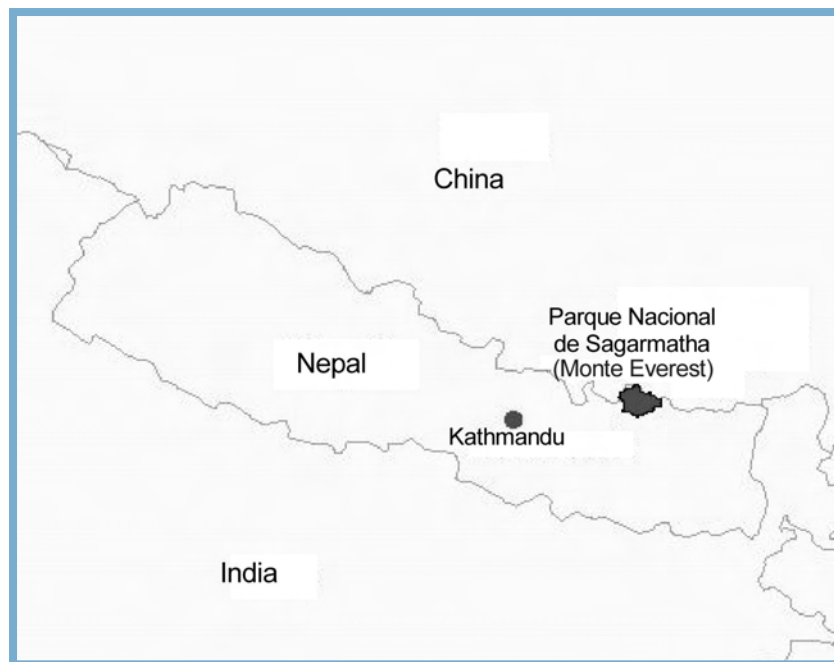 China
Parque Nacional
de Sagarmatha
(Monte Everest)
Nepal
Kathmandu
India